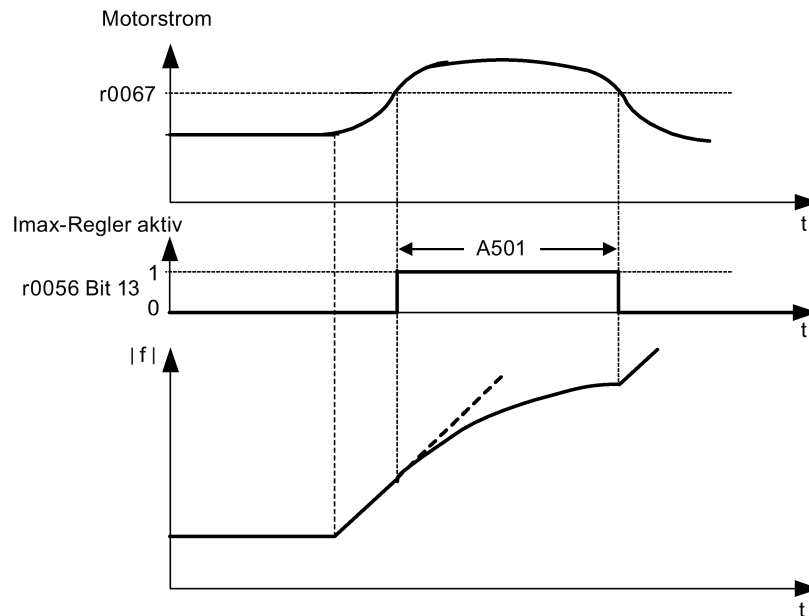 Motorstrom
r0067
t
Imax-Regler aktiv
A501
1
r0056 Bit 13
0
t
|f|
t